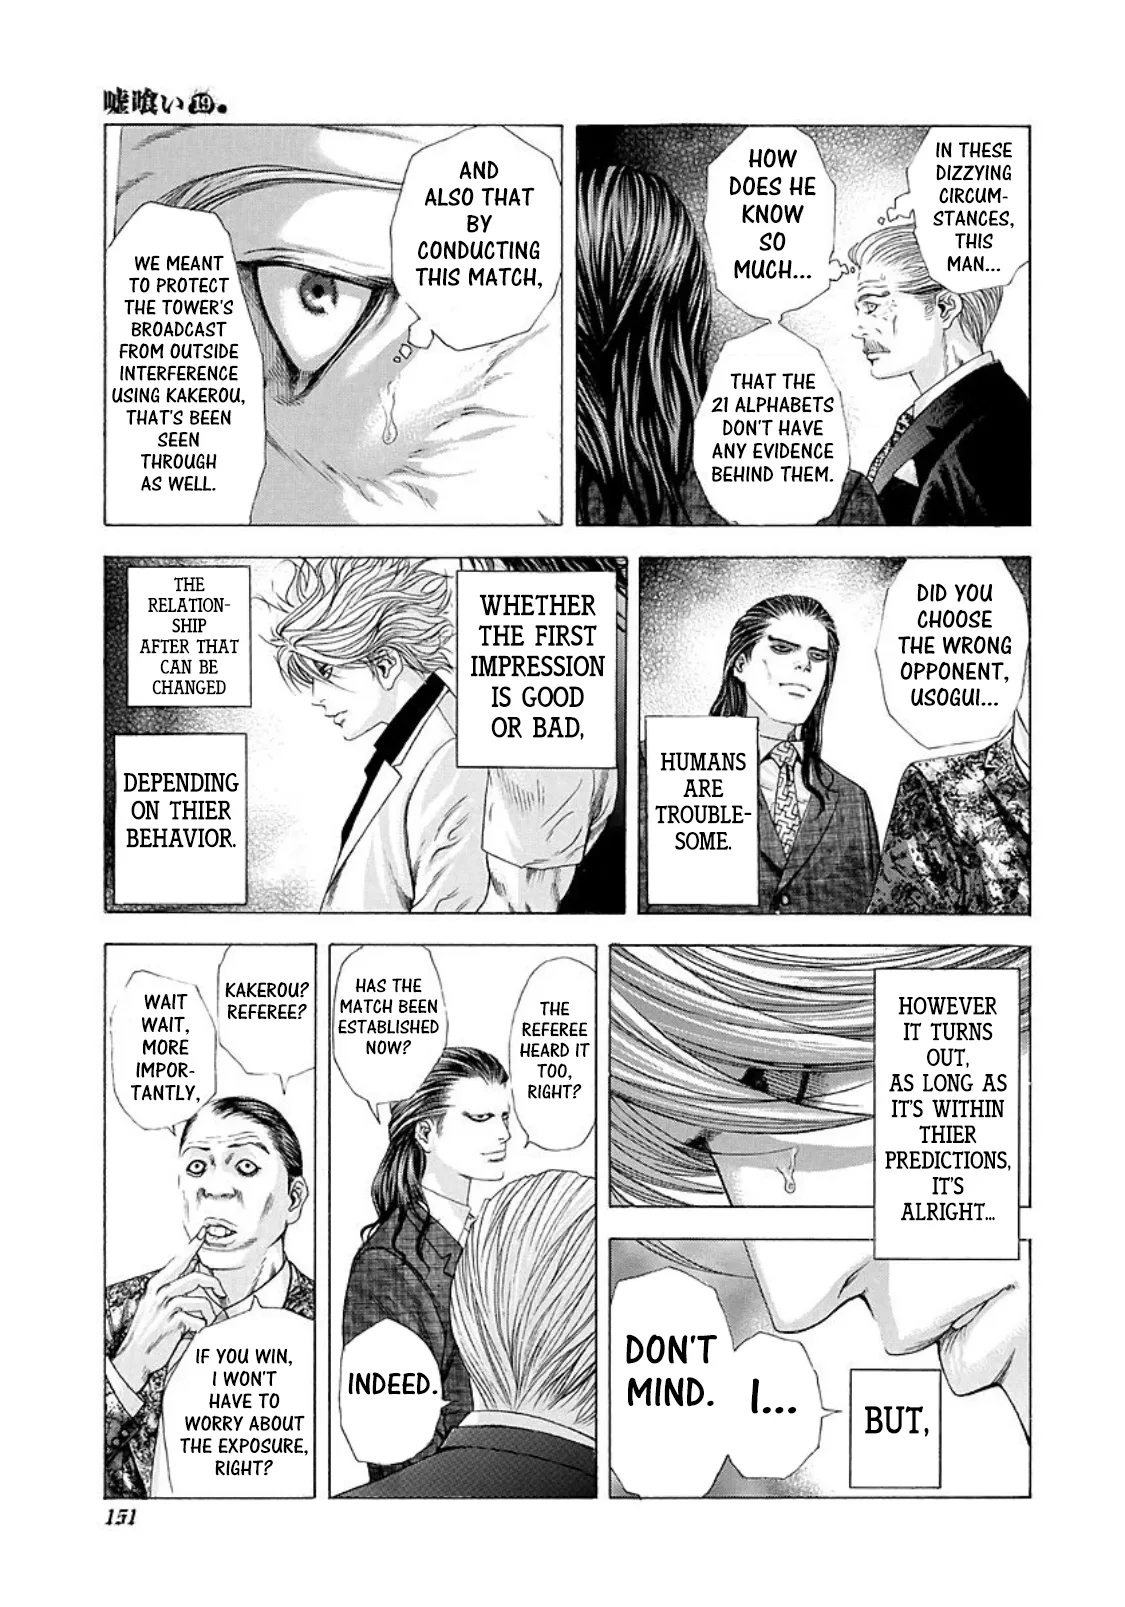 嘘喰い 19
IN THESE
DIZZYING
CIRCUM-
STANCES,
THIS
MAN...
HOW
DOES HE
KNOW
SO
MUCH...
THAT THE
21 ALPHABETS
DON'T HAVE
ANY EVIDENCE
BEHIND THEM.
AND
ALSO THAT
BY
CONDUCTING
THIS MATCH,
WE MEANT
TO PROTECT
THE TOWER'S
BROADCAST
FROM OUTSIDE
INTERFERENCE
USING KAKEROU,
THAT'S BEEN
SEEN
THROUGH
AS WELL.
DID YOU
CHOOSE
THE WRONG
OPPONENT,
USOGUI...
HUMANS
ARE
TROUBLE-
SOME.
WHETHER
THE FIRST
IMPRESSION
IS GOOD
OR BAD,
THE
RELATION-
SHIP
AFTER THAT
CAN BE
CHANGED
DEPENDING
ON THIER
BEHAVIOR.
HOWEVER
IT TURNS
OUT,
AS LONG AS
IT'S WITHIN
THIER
PREDICTIONS,
IT'S
ALRIGHT...
BUT,
I...
DON'T
MIND.
THE
REFEREE
HEARD IT
TOO,
RIGHT?
HAS THE
MATCH BEEN
ESTABLISHED
NOW?
INDEED.
KAKEROU?
REFEREE?
WAIT
WAIT,
MORE
IMPOR-
TANTLY,
IF YOU WIN,
I WON'T
HAVE TO
WORRY ABOUT
THE EXPOSURE,
RIGHT?
151